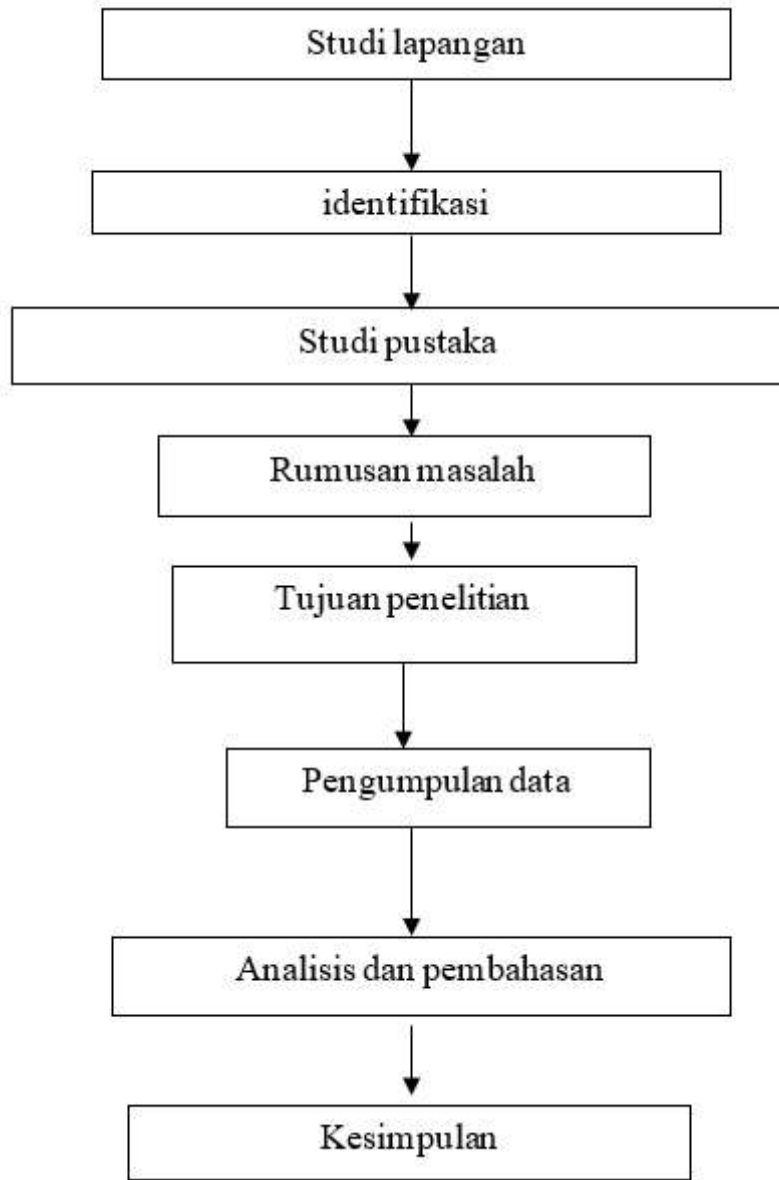 Studi lapangan
identifikasi
Studi pustaka
Rumusan masalah
Tujuan penelitian
Pengumpulan data
Analisis dan pembahasan
Kesimpulan